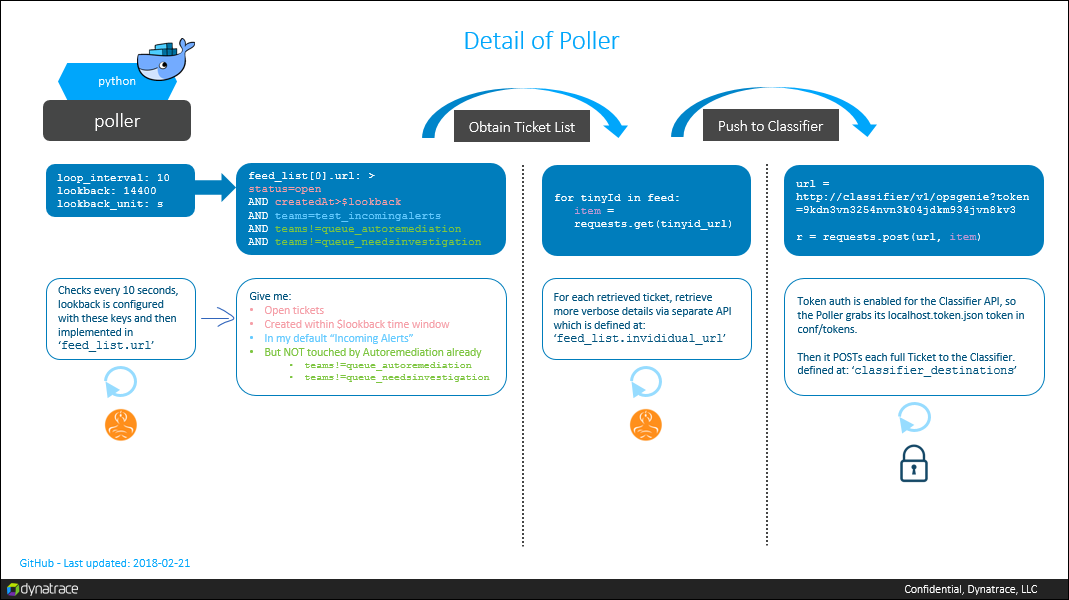 Detail of Poller
python
poller
Obtain Ticket List
Push to Classifier
loop_interval: 10
lookback: 14400
lookback_unit: s
feed_list[0].url: >
status=open
AND createdAt>$lookback
AND teams=test_incomingalerts
AND teams!=queue_autoremediation
AND teams!=queue_needsinvestigation
for tinyId in feed:
item =
requests.get(tinyid_url)
url =
http://classifier/v1/opsgenie?token
=9kdn3vn3254nvn3k04jdkm934jvn8kv3
r = requests.post(url, item)
Checks every 10 seconds,
lookback is configured
with these keys and then
implemented in
‘feed_list.url’
Give me:
• Open tickets
• Created within $lookback time window
• In my default “Incoming Alerts”
• But NOT touched by Autoremediation already
• teams!=queue_autoremediation
• teams!=queue_needsinvestigation
For each retrieved ticket, retrieve
more verbose details via separate API
which is defined at:
‘feed_list.invididual_url’
Token auth is enabled for the Classifier API, so
the Poller grabs its localhost.token.json token in
conf/tokens.
Then it POSTs each full Ticket to the Classifier.
defined at: ‘classifier_destinations’
GitHub - Last updated: 2018-02-21
dynatrace
Confidential, Dynatrace, LLC